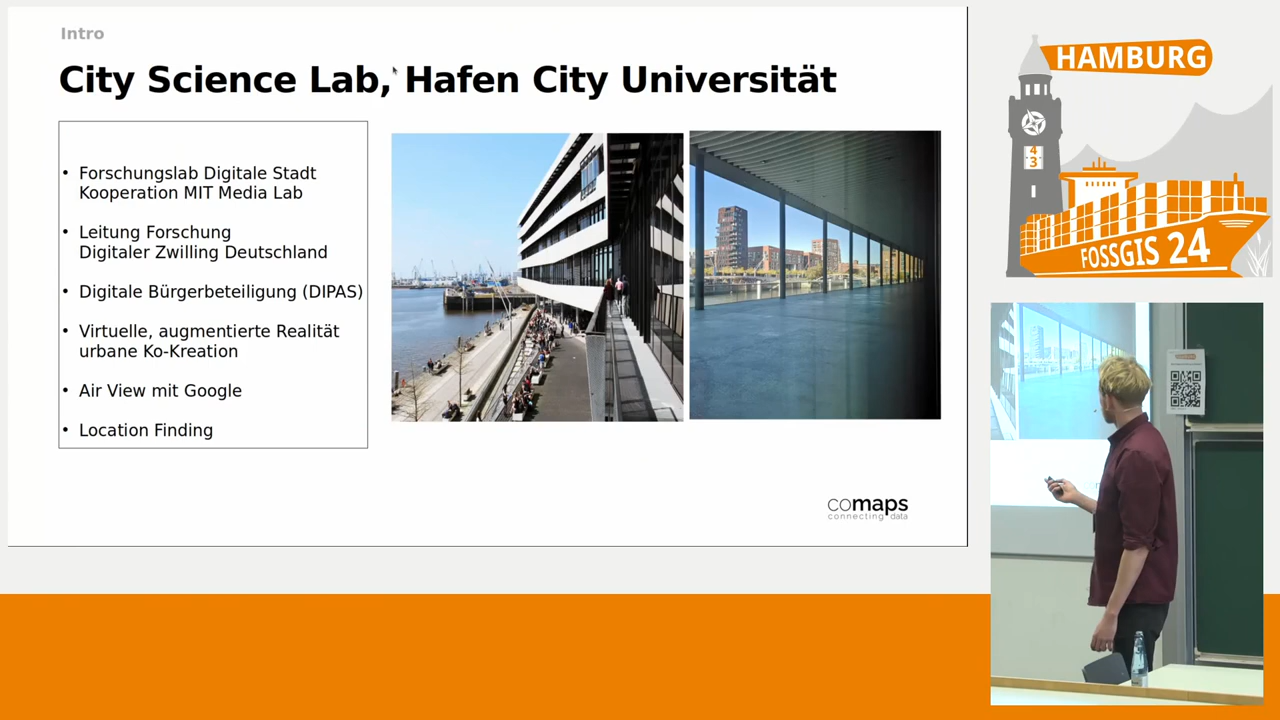 Intro
City Science Lab, Hafen City Universität
• Forschungslab Digitale Stadt
Kooperation MIT Media Lab
• Leitung Forschung
Digitaler Zwilling Deutschland
• Digitale Bürgerbeteiligung (DIPAS)
• Virtuelle, augmentierte Realität
urbane Ko-Kreation
• Air View mit Google
• Location Finding
comaps
connecting data
HAMBURG
4
3
FOSSGIS 24